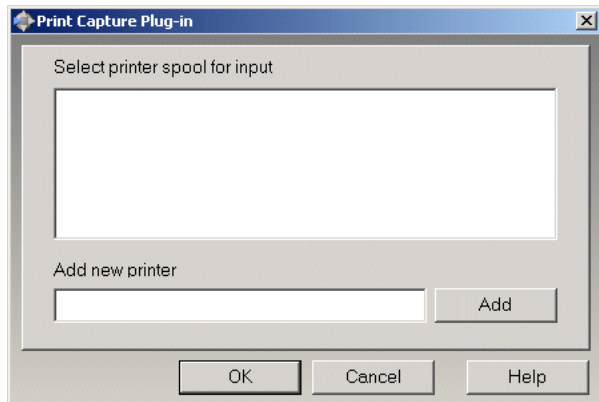 Print Capture Plug-in
Select printer spool for input
Add new printer
Add
OK Cancel Help